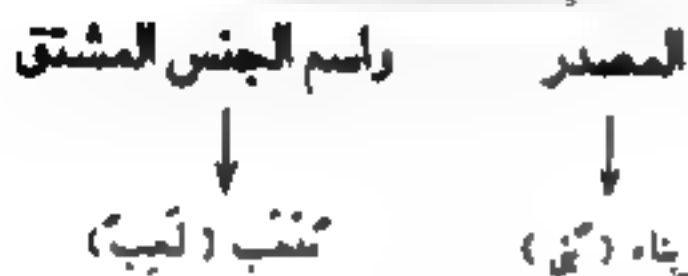 المصدر واسم الجنس المشتق
بناء (بَنَى) مَلْعَب (لَعِبَ)